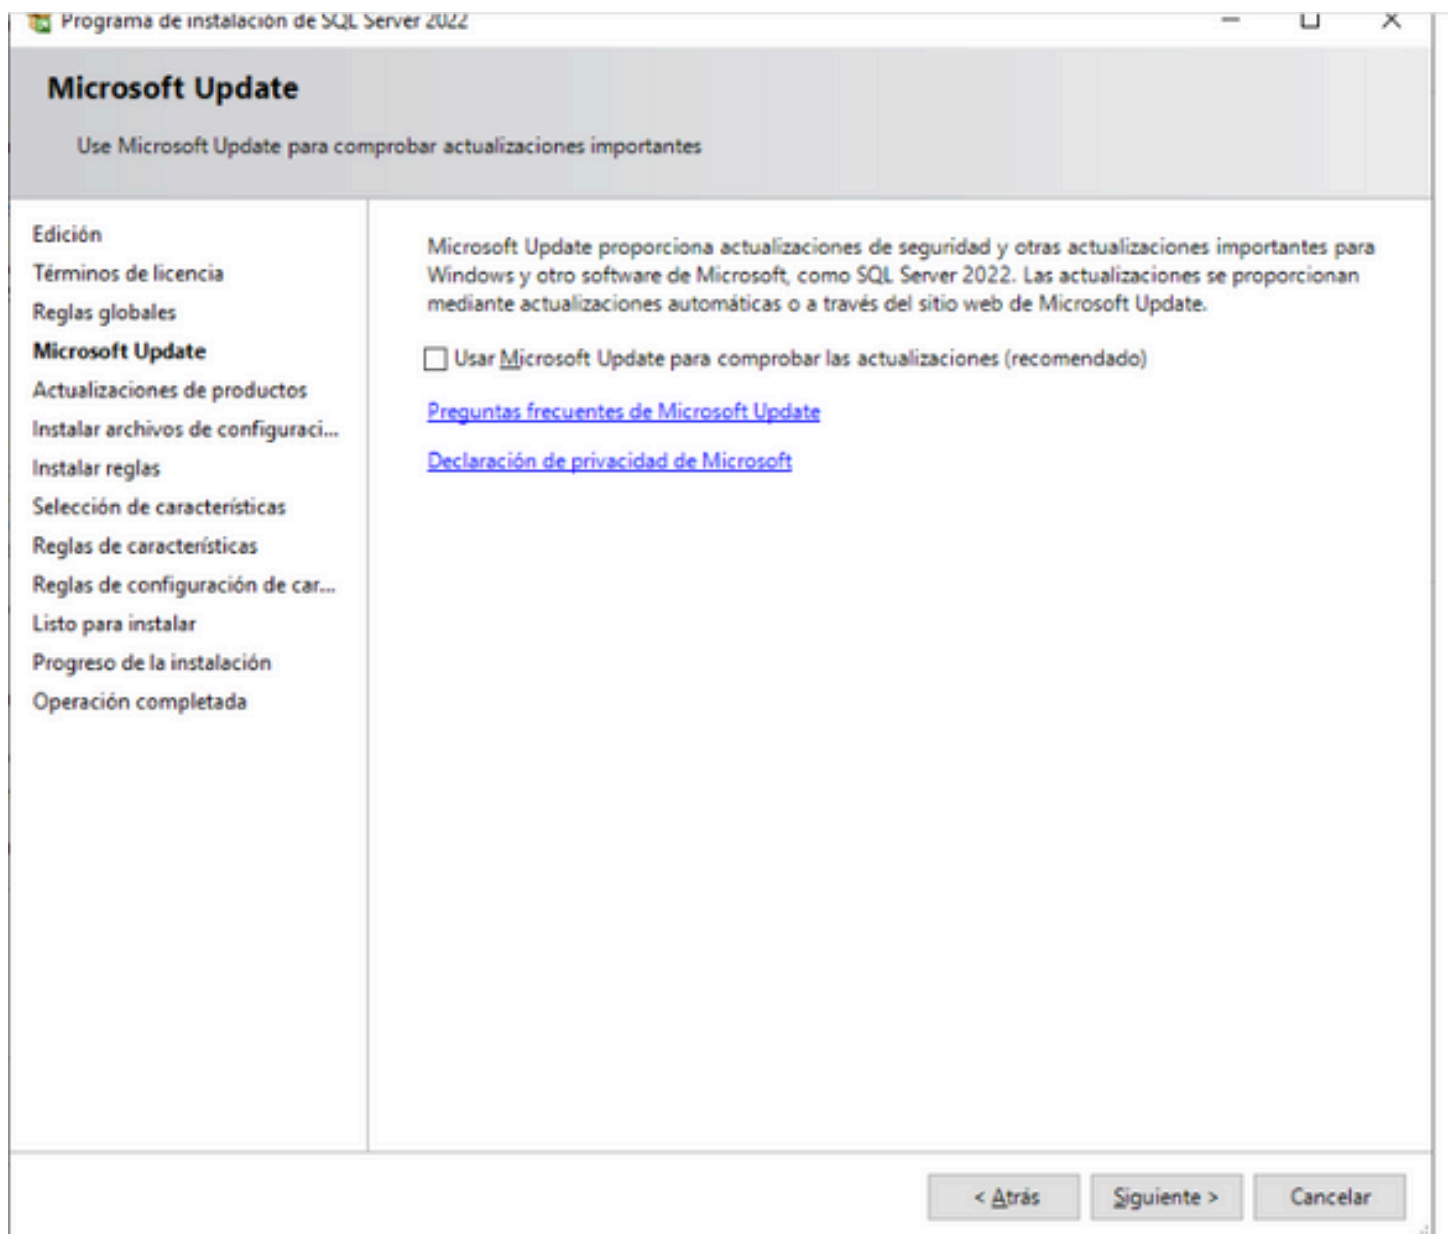 Programa de instalación de SQL Server 2022
Microsoft Update
Use Microsoft Update para comprobar actualizaciones importantes
Edición
Términos de licencia
Reglas globales
Microsoft Update
Actualizaciones de productos
Instalar archivos de configuraci...
Instalar reglas
Selección de características
Reglas de características
Reglas de configuración de car...
Listo para instalar
Progreso de la instalación
Operación completada
Microsoft Update proporciona actualizaciones de seguridad y otras actualizaciones importantes para
Windows y otro software de Microsoft, como SQL Server 2022. Las actualizaciones se proporcionan
mediante actualizaciones automáticas o a través del sitio web de Microsoft Update.
Usar Microsoft Update para comprobar las actualizaciones (recomendado)
Preguntas frecuentes de Microsoft Update
Declaración de privacidad de Microsoft
< Atrás
Siguiente >
Cancelar